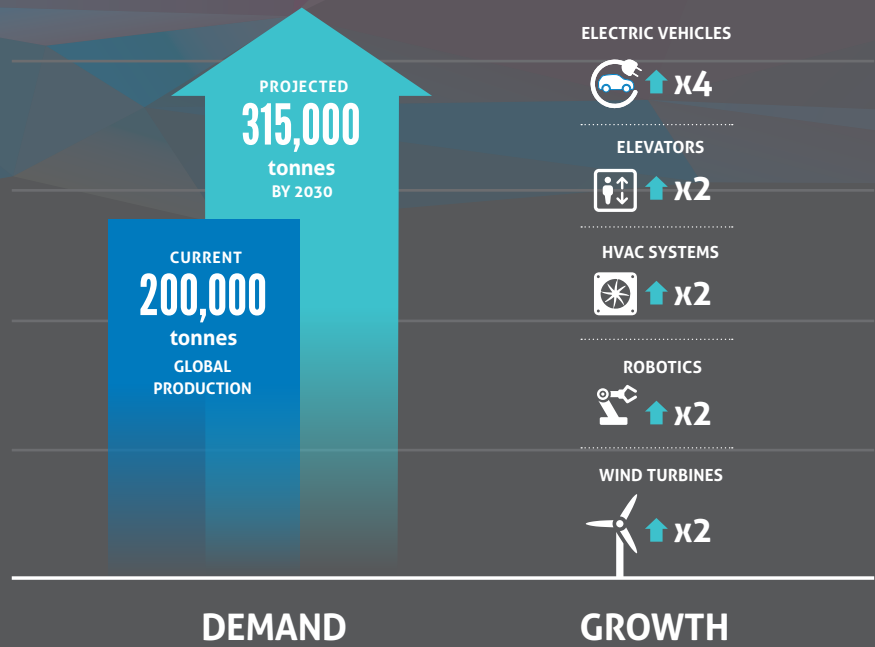 PROJECTED
315,000
tonnes
BY 2030
CURRENT
200,000
tonnes
GLOBAL
PRODUCTION
DEMAND
ELECTRIC VEHICLES
x4
ELEVATORS
x2
HVAC SYSTEMS
x2
ROBOTICS
x2
WIND TURBINES
x2
GROWTH